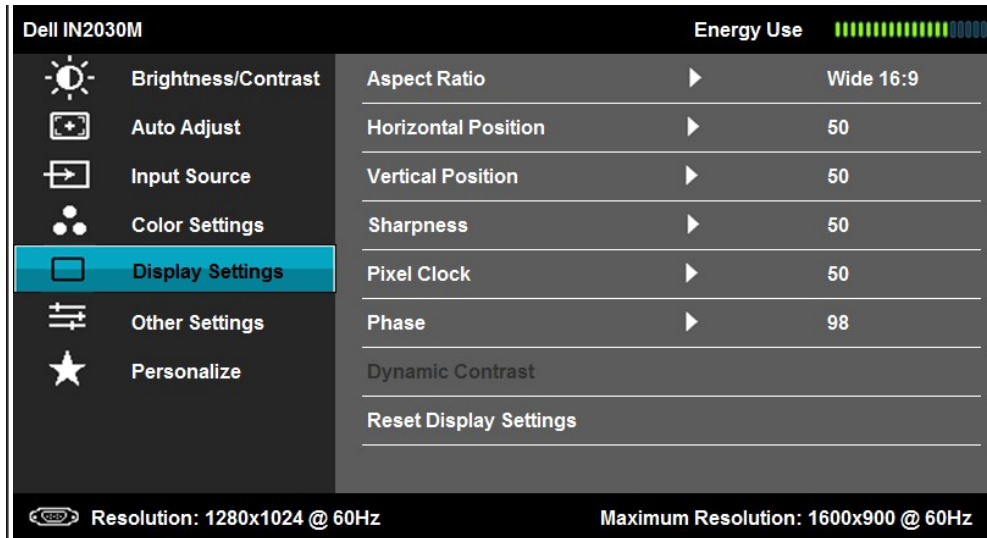 Dell IN2030M Energy Use
Brightness/Contrast Aspect Ratio Wide 16:9
Auto Adjust Horizontal Position 50
Input Source Vertical Position 50
Color Settings Sharpness 50
Display Settings Pixel Clock 50
Other Settings Phase 98
Personalize Dynamic Contrast
Reset Display Settings
Resolution: 1280x1024 @ 60Hz Maximum Resolution: 1600x900 @ 60Hz